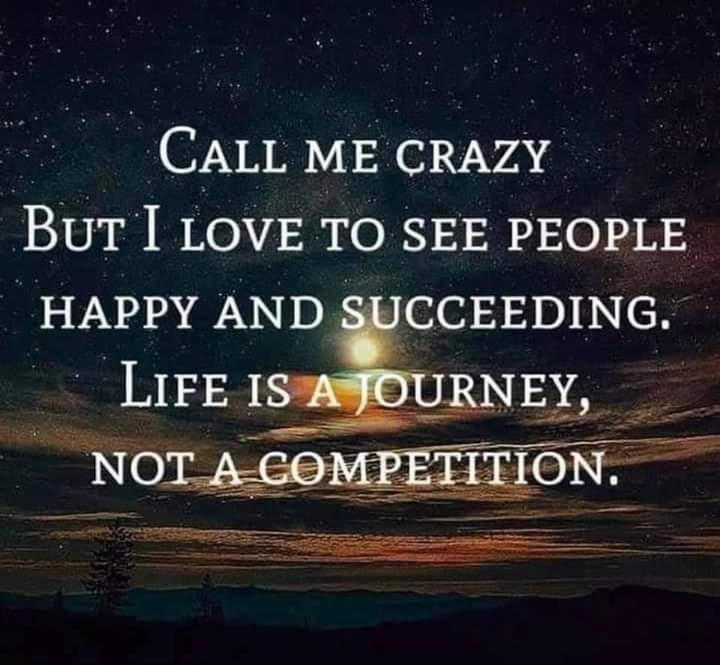 Call me crazy
But I love to see people
happy and succeeding.
Life is a journey,
not a competition.